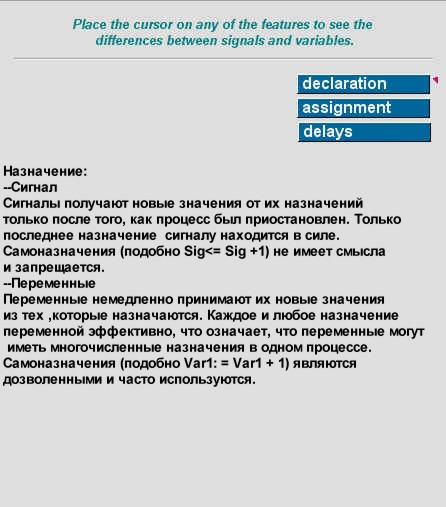 Place the cursor on any of the features to see the
differences between signals and variables.
declaration
assignment
delays
Назначение:
--Сигнал
Сигналы получают новые значения от их назначений
только после того, как процесс был приостановлен. Только
последнее назначение сигналу находится в силе.
Самоназначения (подобно Sig<= Sig +1) не имеет смысла
и запрещается.
--Переменные
Переменные немедленно принимают их новые значения
из тех ,которые назначаются. Каждое и любое назначение
переменной эффективно, что означает, что переменные могут
иметь многочисленные назначения в одном процессе.
Самоназначения (подобно Var1: = Var1 + 1) являются
дозволенными и часто используются.